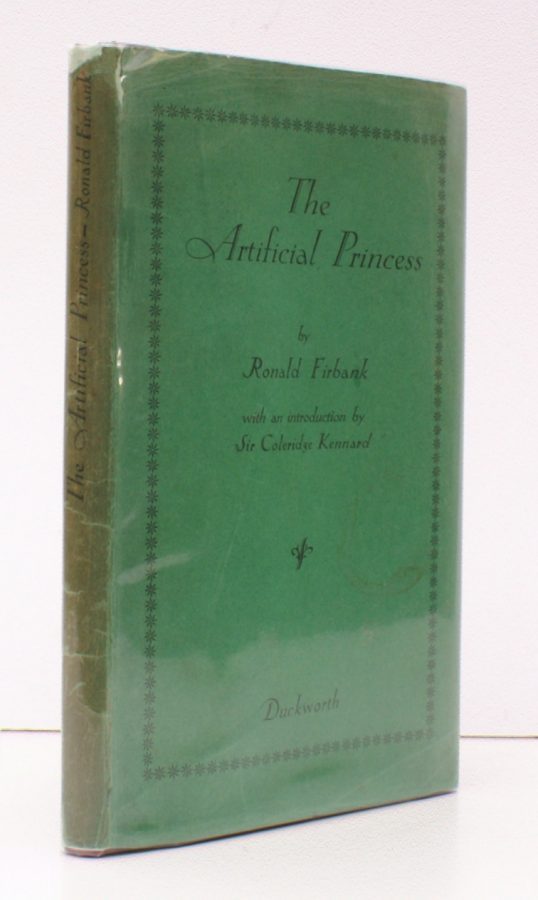 The
Artificial Princess
by
Ronald Firbank
with an introduction by
Sir Coleridge Kennard
Duckworth
The Artificial Princess – Ronald Firbank